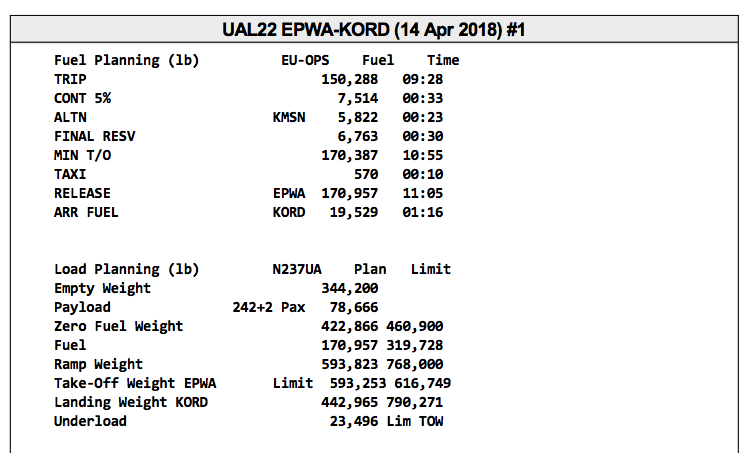 UAL22 EPWA-KORD (14 Apr 2018) #1
Fuel Planning (lb) EU-OPS Fuel Time
TRIP 150,288 09:28
CONT 5% 7,514 00:33
ALTN KMSN 5,822 00:23
FINAL RESV 6,763 00:30
MIN T/O 170,387 10:55
TAXI 570 00:10
RELEASE EPWA 170,957 11:05
ARR FUEL KORD 19,529 01:16
Load Planning (lb) N237UA Plan Limit
Empty Weight 344,200
Payload 242+2 Pax 78,666
Zero Fuel Weight 422,866 460,900
Fuel 170,957 319,728
Ramp Weight 593,823 768,000
Take-Off Weight EPWA Limit 593,253 616,749
Landing Weight KORD 442,965 790,271
Underload 23,496 Lim TOW